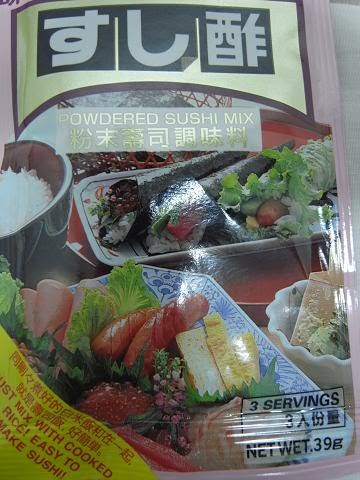 すし酢
POWDERED SUSHI MIX
粉末壽司調味料
JUST MIX WITH COOKED
RICE! EASY TO
MAKE SUSHI!
3 SERVINGS
3人份量
NET WET.39g